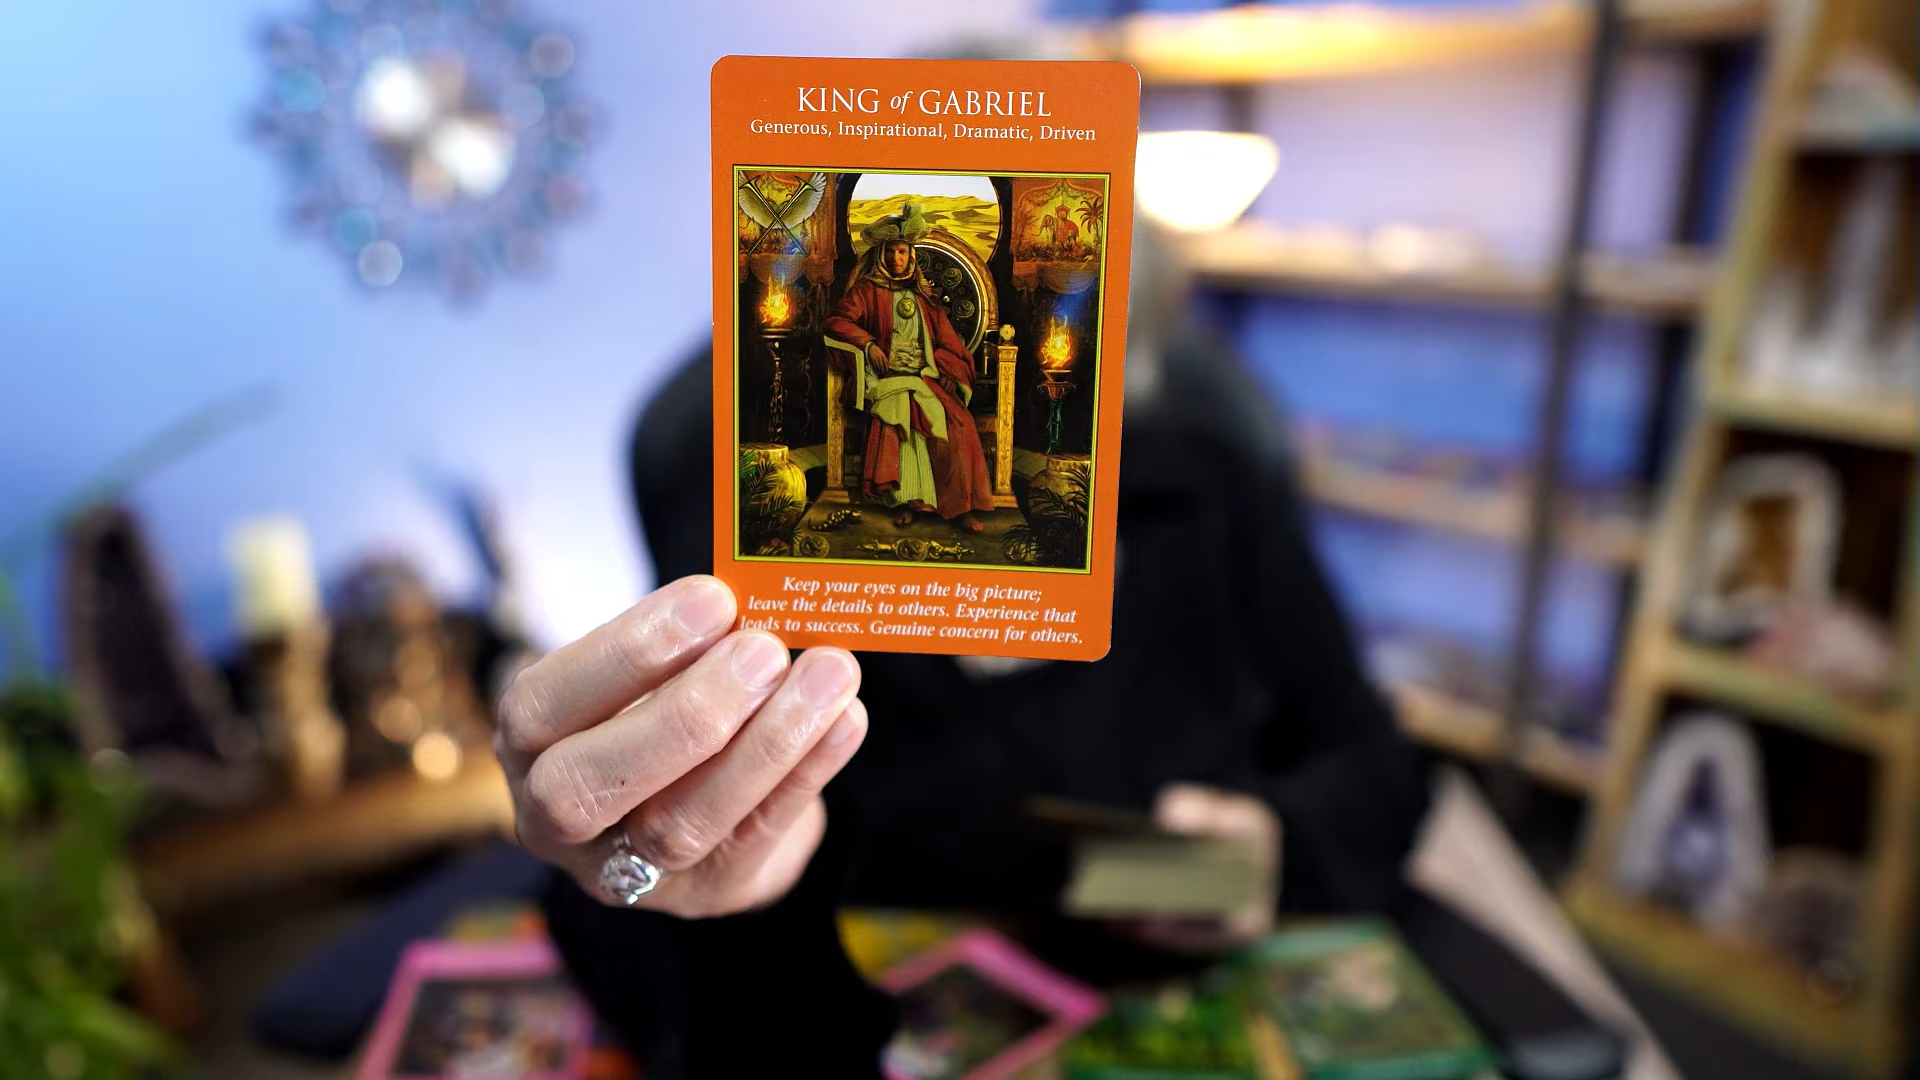 KING of GABRIEL
Generous, Inspirational, Dramatic, Driven
Keep your eyes on the big picture;
leave the details to others. Experience that
leads to success. Genuine concern for others.